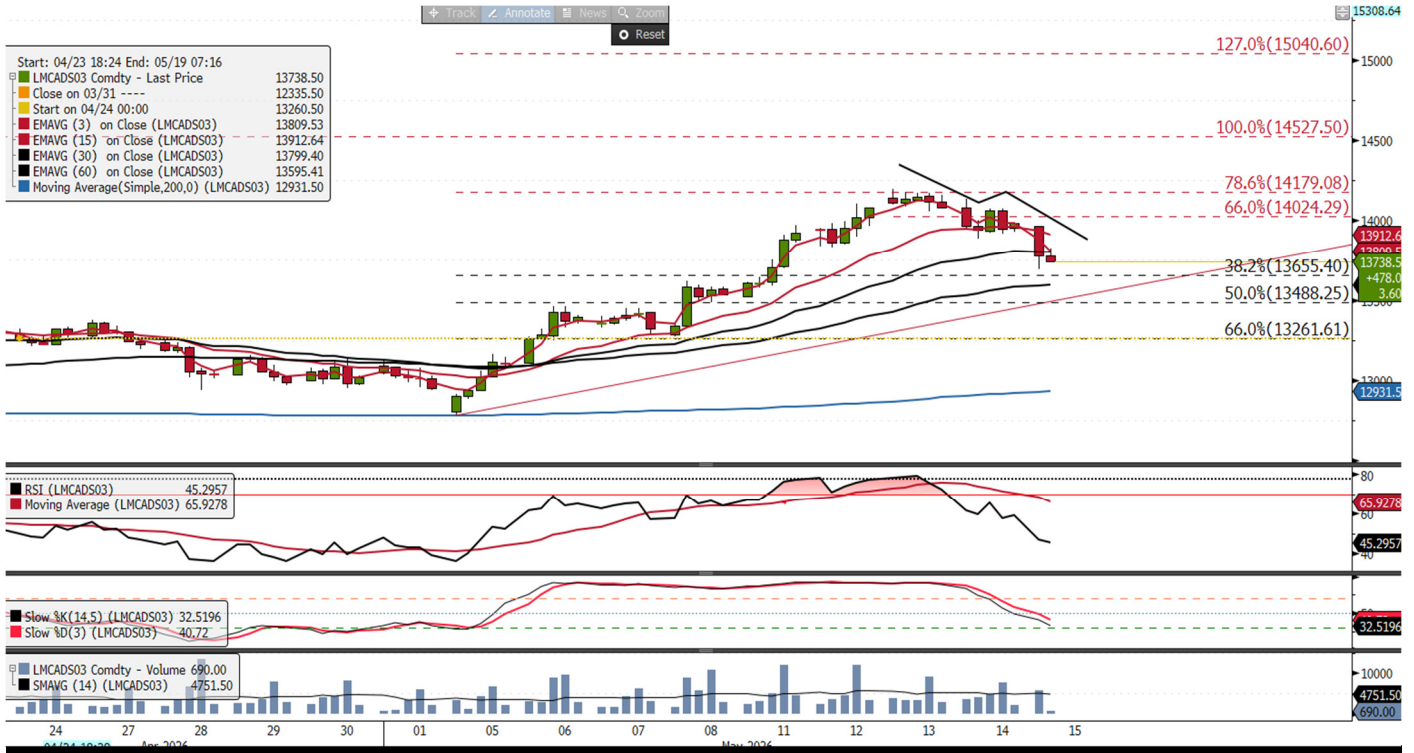 Track Annotate News Zoom
Reset
15308.64
Start: 04/23 18:24 End: 05/19 07:16
LMCADS03 Comdty - Last Price 13738.50
Close on 03/31 ---- 12335.50
Start on 04/24 00:00 13260.50
EMAVG (3) on Close (LMCADS03) 13809.53
EMAVG (15) on Close (LMCADS03) 13912.64
EMAVG (30) on Close (LMCADS03) 13799.40
EMAVG (60) on Close (LMCADS03) 13595.41
Moving Average(Simple,200,0) (LMCADS03) 12931.50
127.0%(15040.60)
15000
100.0%(14527.50)
14500
78.6%(14179.08)
14000
66.0%(14024.29)
13912.6
13738.5
+478.0
3.60
38.2%(13655.40)
50.0%(13488.25)
66.0%(13261.61)
13000
12931.5
RSI (LMCADS03) 45.2957
Moving Average (LMCADS03) 65.9278
80
65.9278
60
45.2957
40
Slow %K(14,5) (LMCADS03) 32.5196
Slow %D(3) (LMCADS03) 40.72
32.5196
LMCADS03 Comdty - Volume 690.00
SMAVG (14) (LMCADS03) 4751.50
10000
4751.50
690.00
24 27 28 29 30 01 04 05 06 07 08 11 12 13 14 15
Apr 2026 May 2026